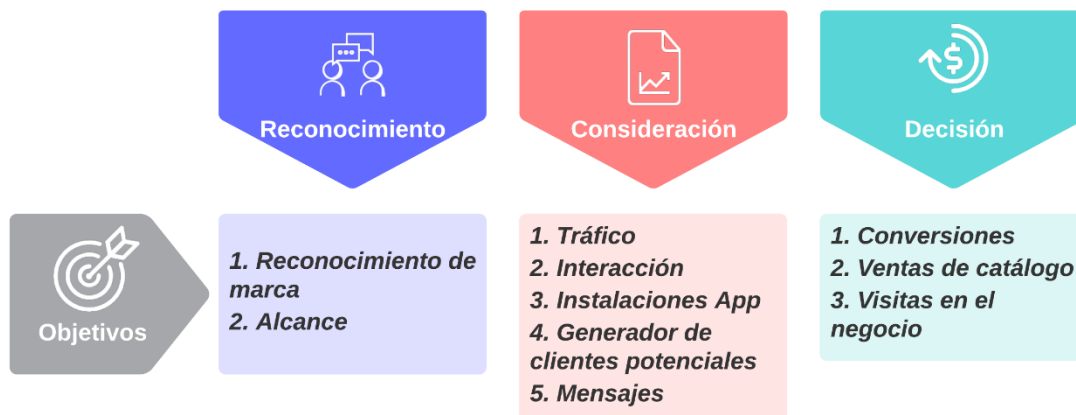 Reconocimiento
Consideración
Decisión
Objetivos
1. Reconocimiento de
marca
2. Alcance
1. Tráfico
2. Interacción
3. Instalaciones App
4. Generador de
clientes potenciales
5. Mensajes
1. Conversiones
2. Ventas de catálogo
3. Visitas en el
negocio